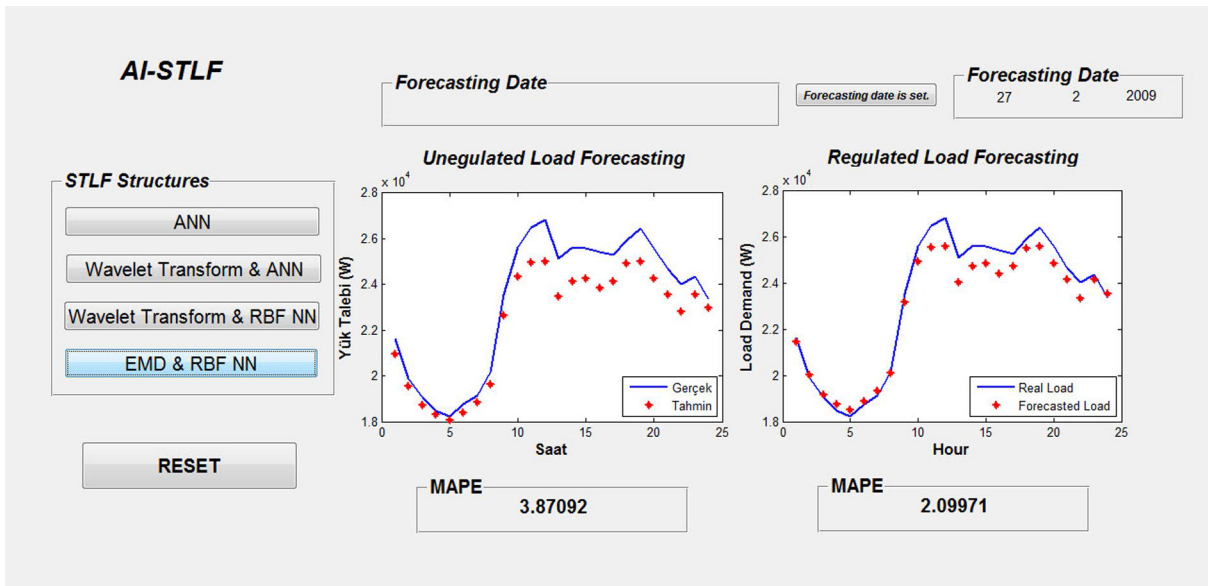 AI-STLF
Forecasting Date
Forecasting date is set.
Forecasting Date
27 2 2009
STLF Structures
ANN
Wavelet Transform & ANN
Wavelet Transform & RBF NN
EMD & RBF NN
RESET
Unegulated Load Forecasting
x 10^4
2.8
2.6
2.4
2.2
2
1.8
Yük Talebi (W)
0 5 10 15 20 25
Saat
Gerçek
Tahmin
MAPE
3.87092
Regulated Load Forecasting
x 10^4
2.8
2.6
2.4
2.2
2
1.8
Load Demand (W)
0 5 10 15 20 25
Hour
Real Load
Forecasted Load
MAPE
2.09971